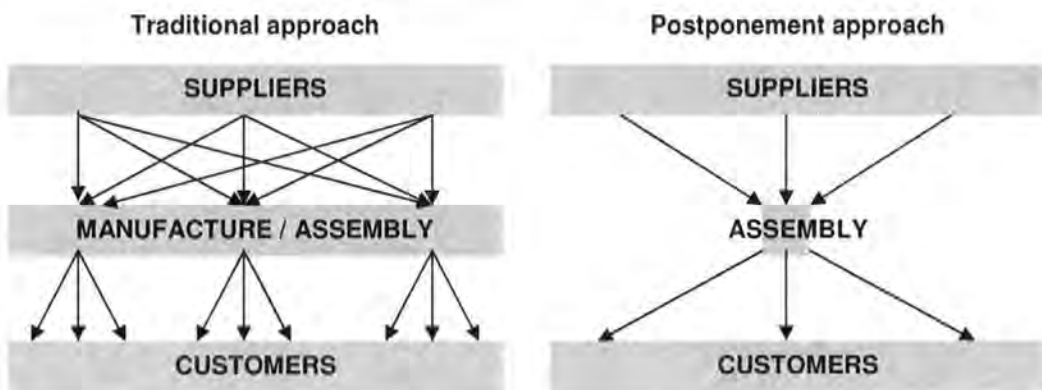 Traditional approach
SUPPLIERS
MANUFACTURE / ASSEMBLY
CUSTOMERS
Postponement approach
SUPPLIERS
ASSEMBLY
CUSTOMERS